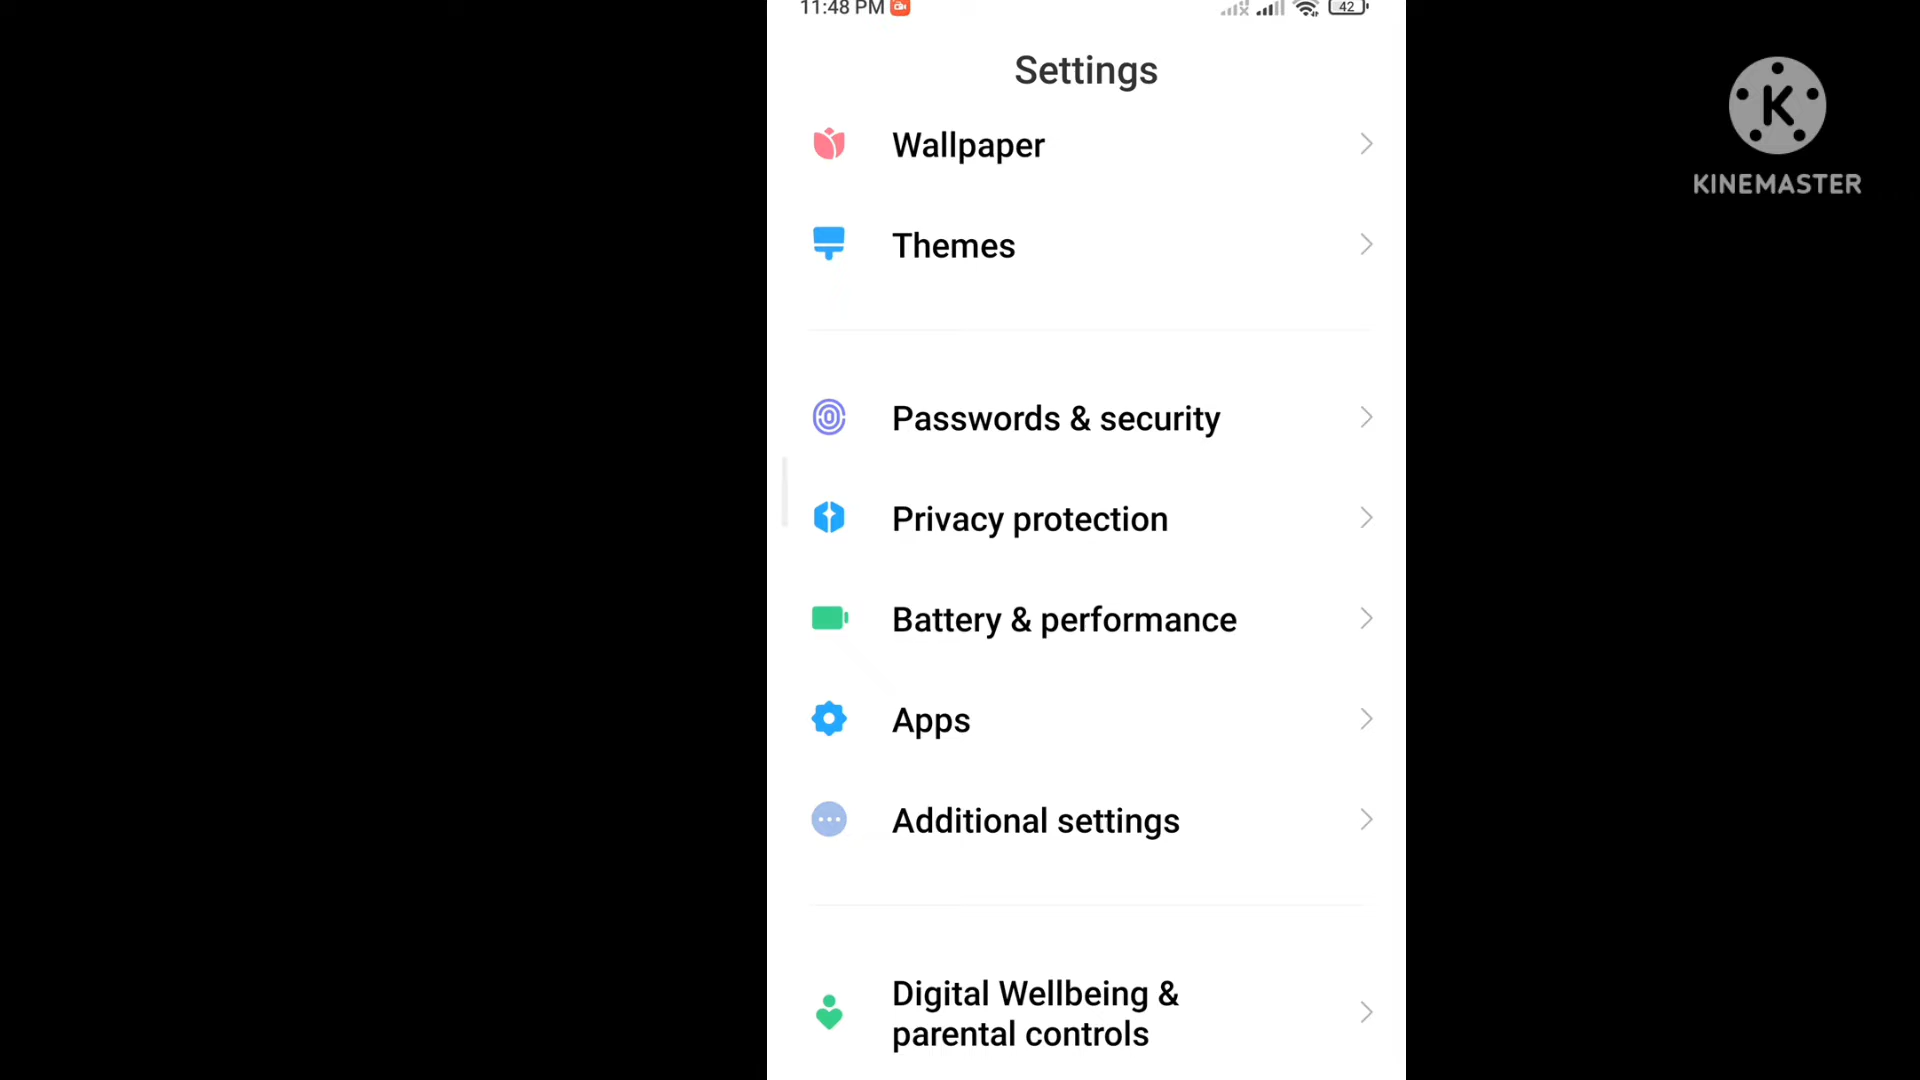 11:48 PM
42
Settings
Wallpaper
Themes
Passwords & security
Privacy protection
Battery & performance
Apps
Additional settings
Digital Wellbeing &
parental controls
K
KINEMASTER